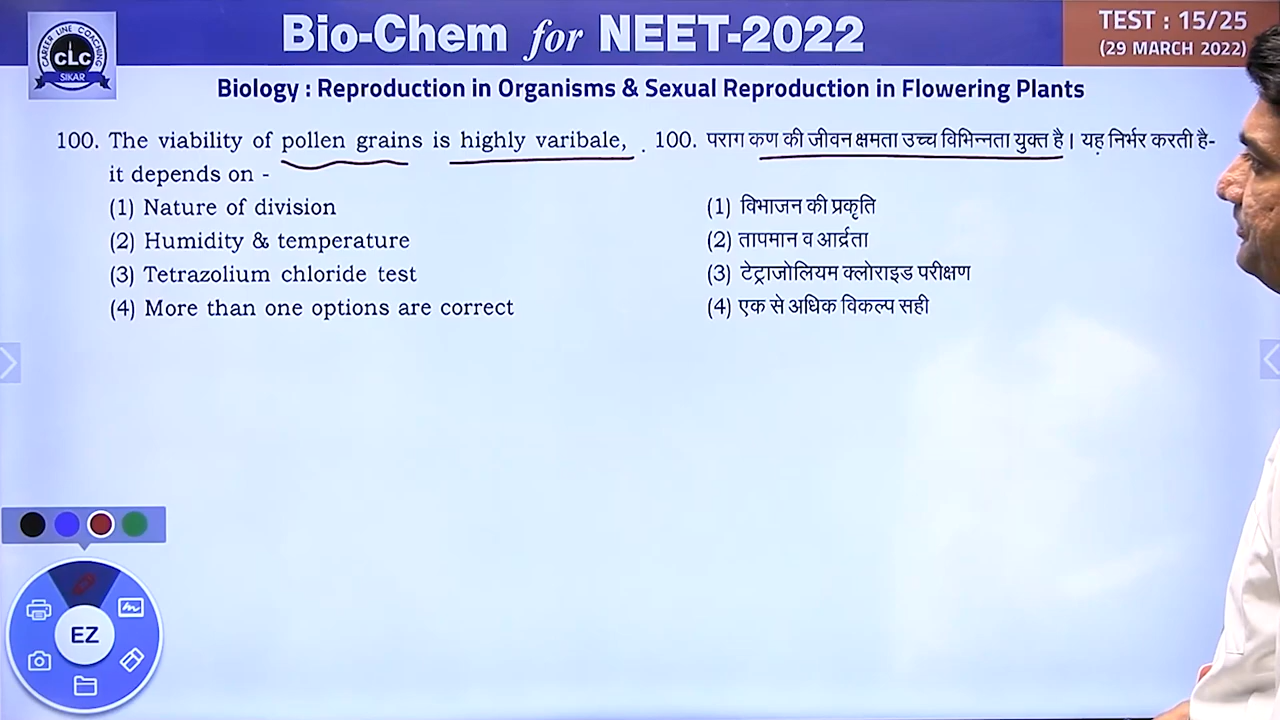 CAREER LINE COACHING
CLC
SIKAR
Bio-Chem for NEET-2022
TEST : 15/25
(29 MARCH 2022)
Biology : Reproduction in Organisms & Sexual Reproduction in Flowering Plants
100. The viability of pollen grains is highly varibale,
it depends on -
(1) Nature of division
(2) Humidity & temperature
(3) Tetrazolium chloride test
(4) More than one options are correct
100. पराग कण की जीवन क्षमता उच्च विभिन्नता युक्त है। यह निर्भर करती है-
(1) विभाजन की प्रकृति
(2) तापमान व आर्द्रता
(3) टेट्राजोलियम क्लोराइड परीक्षण
(4) एक से अधिक विकल्प सही
EZ